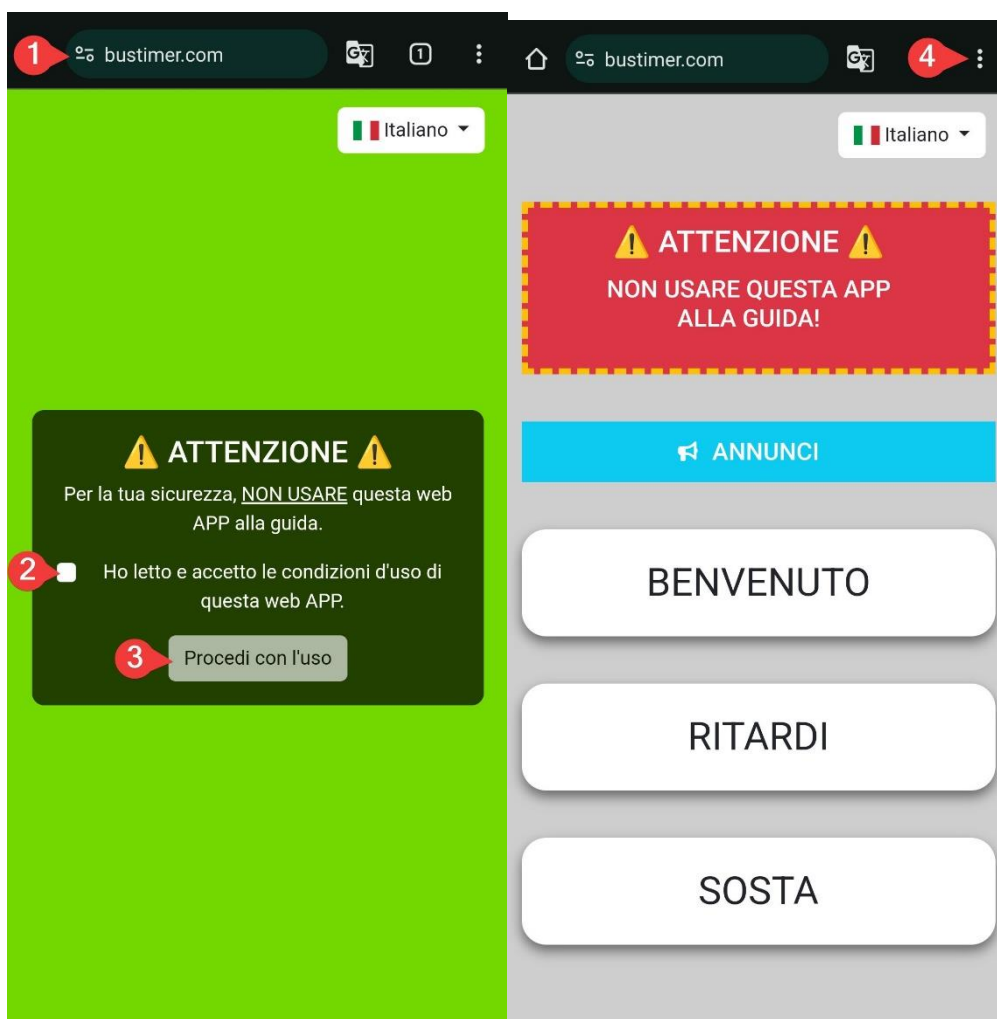 1
bustimer.com
1
Italiano
⚠️ ATTENZIONE ⚠️
Per la tua sicurezza, NON USARE questa web
APP alla guida.
2
Ho letto e accetto le condizioni d'uso di
questa web APP.
3
Procedi con l'uso
bustimer.com
4
Italiano
⚠️ ATTENZIONE ⚠️
NON USARE QUESTA APP
ALLA GUIDA!
ANNUNCI
BENVENUTO
RITARDI
SOSTA